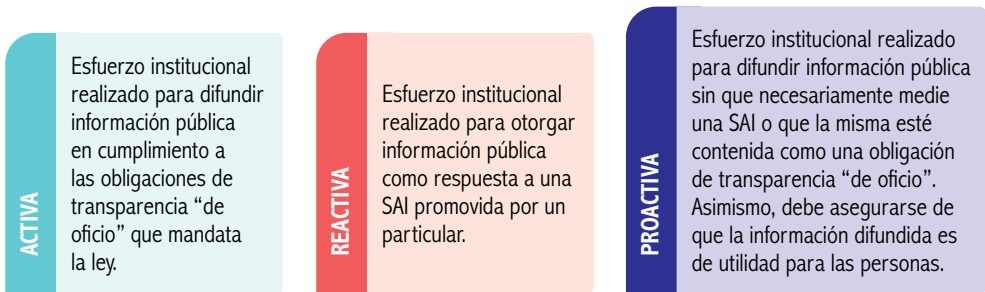 ACTIVA
Esfuerzo institucional
realizado para difundir
información pública
en cumplimiento a
las obligaciones de
transparencia “de
oficio” que mandata
la ley.
REACTIVA
Esfuerzo institucional
realizado para otorgar
información pública
como respuesta a una
SAI promovida por un
particular.
PROACTIVA
Esfuerzo institucional realizado
para difundir información pública
sin que necesariamente medie
una SAI o que la misma esté
contenida como una obligación
de transparencia “de oficio”.
Asimismo, debe asegurarse de
que la información difundida es
de utilidad para las personas.